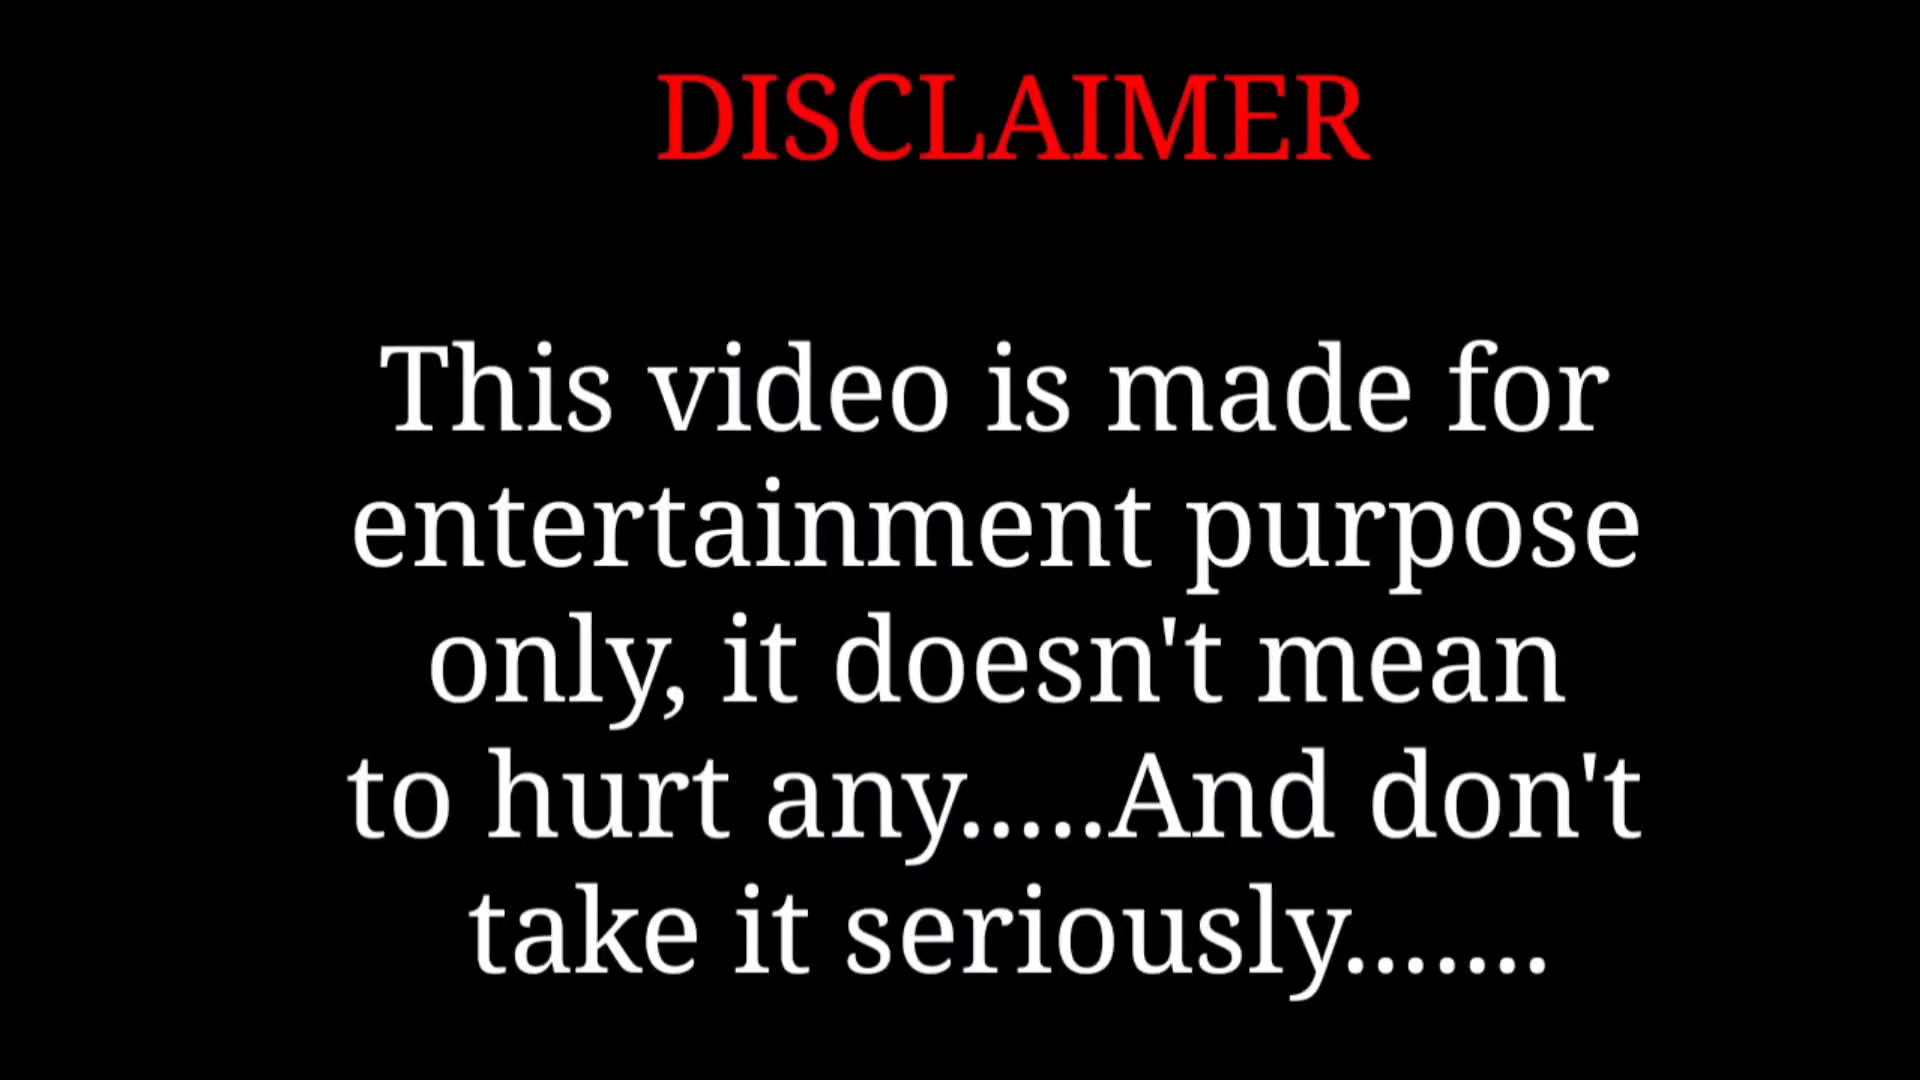 DISCLAIMER
This video is made for
entertainment purpose
only, it doesn't mean
to hurt any.....And don't
take it seriously.......